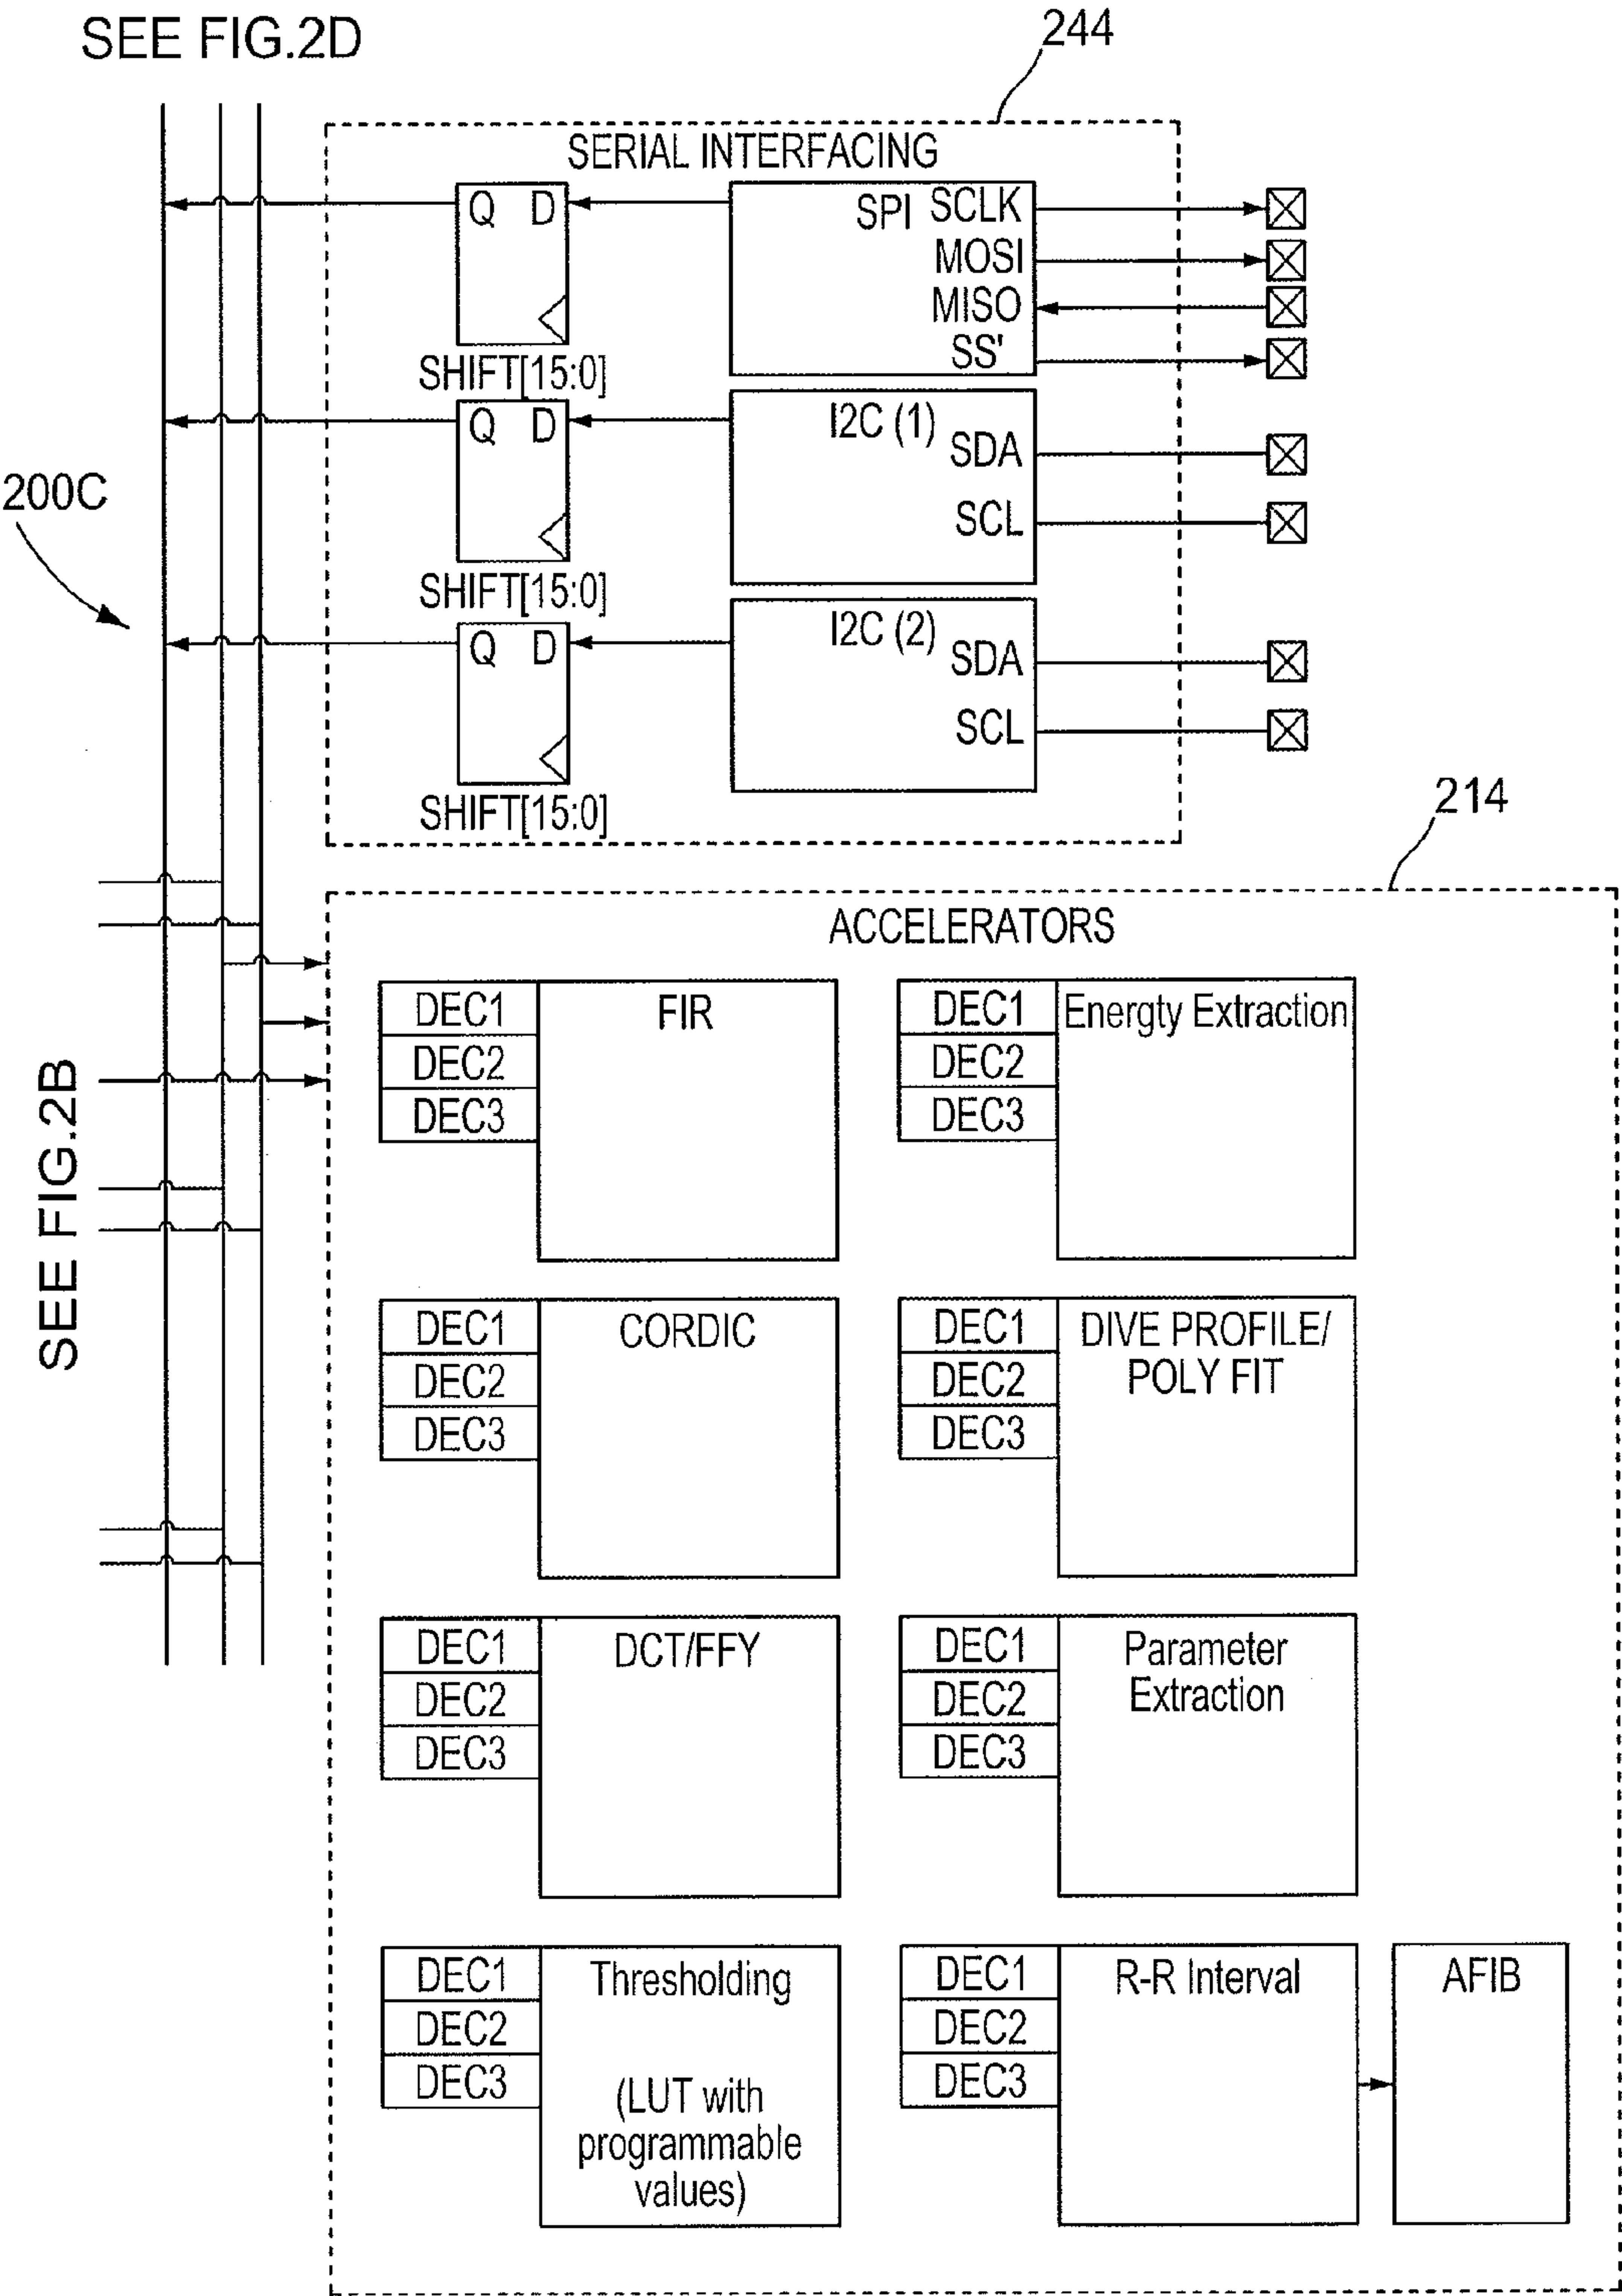 SEE FIG.2D
244
SERIAL INTERFACING
Q D
SPI SCLK
MOSI
MISO
SS'
SHIFT[15:0]
Q D
I2C (1)
SDA
SCL
200C
SHIFT[15:0]
Q D
I2C (2)
SDA
SCL
SHIFT[15:0]
214
ACCELERATORS
SEE FIG.2B
DEC1
DEC2
DEC3
FIR
DEC1
DEC2
DEC3
Energty Extraction
DEC1
DEC2
DEC3
CORDIC
DEC1
DEC2
DEC3
DIVE PROFILE/
POLY FIT
DEC1
DEC2
DEC3
DCT/FFY
DEC1
DEC2
DEC3
Parameter
Extraction
DEC1
DEC2
DEC3
Thresholding
(LUT with
programmable
values)
DEC1
DEC2
DEC3
R-R Interval
AFIB